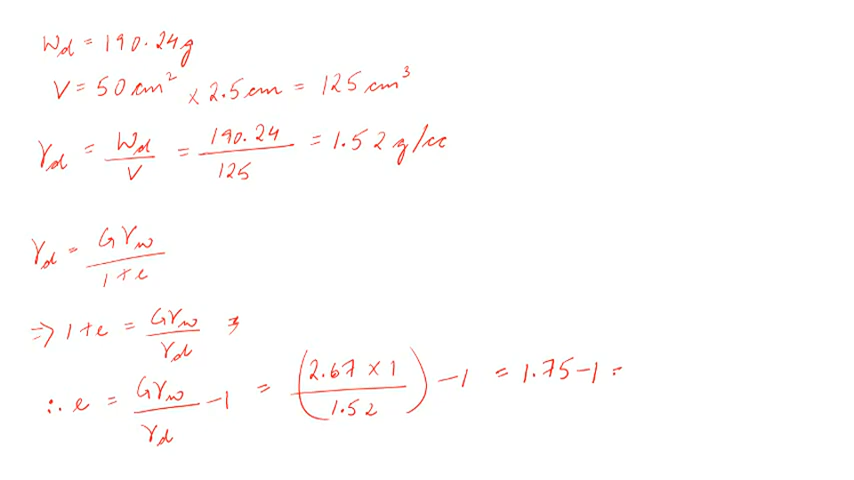 Wd = 190.24g
V = 50 cm² × 2.5 cm = 125 cm³
γd = Wd/V = 190.24/125 = 1.52 g/cc
γd = Gγw/1+e
⇒ 1+e = Gγw/γd
∴ e = Gγw/γd - 1 = (2.67 × 1/1.52) - 1 = 1.75 - 1 =